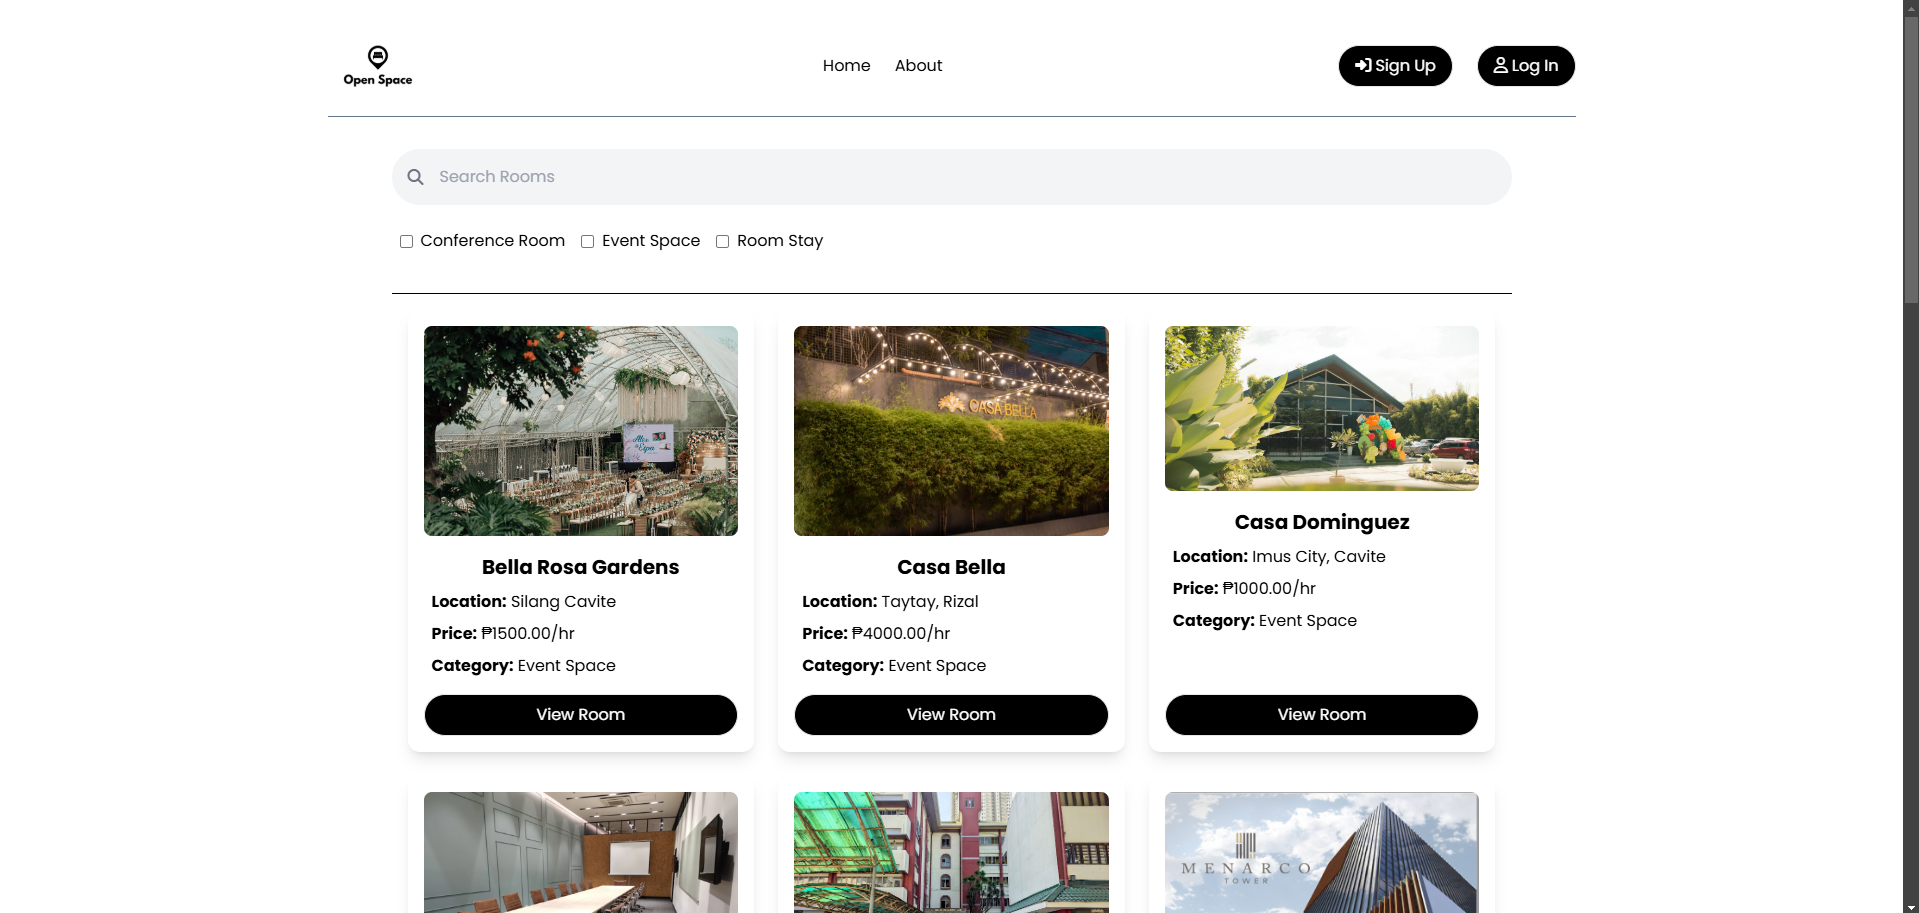 Open Space
Home
About
Sign Up
Log In
Search Rooms
Conference Room
Event Space
Room Stay
CASA BELLA
Bella Rosa Gardens
Location: Silang Cavite
Price: ₱1500.00/hr
Category: Event Space
View Room
Casa Bella
Location: Taytay, Rizal
Price: ₱4000.00/hr
Category: Event Space
View Room
Casa Dominguez
Location: Imus City, Cavite
Price: ₱1000.00/hr
Category: Event Space
View Room
MENARCO
TOWER